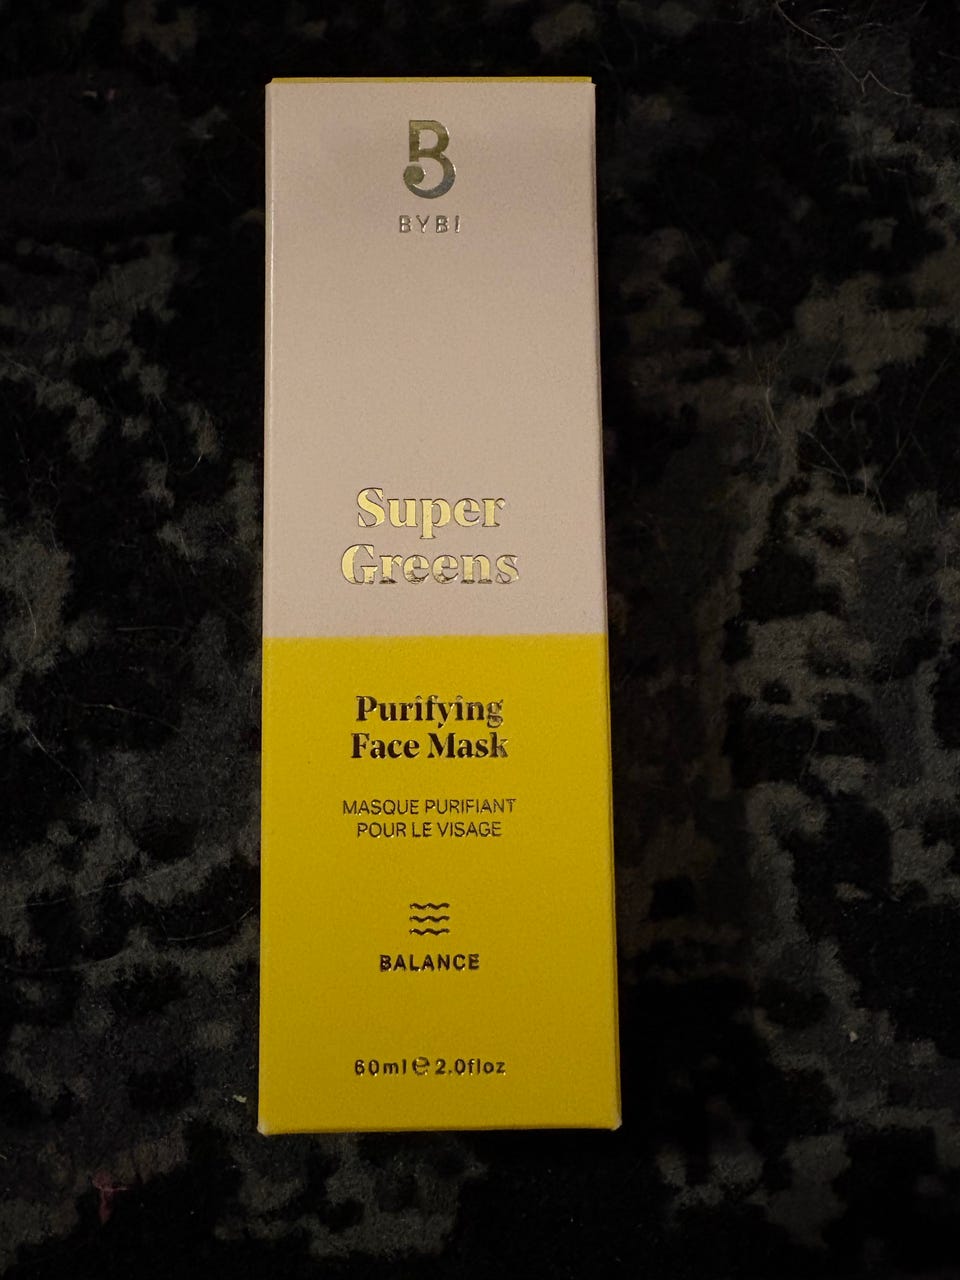 BYBI
Super
Greens
Purifying
Face Mask
MASQUE PURIFIANT
POUR LE VISAGE
BALANCE
60ml ℮ 2.0floz